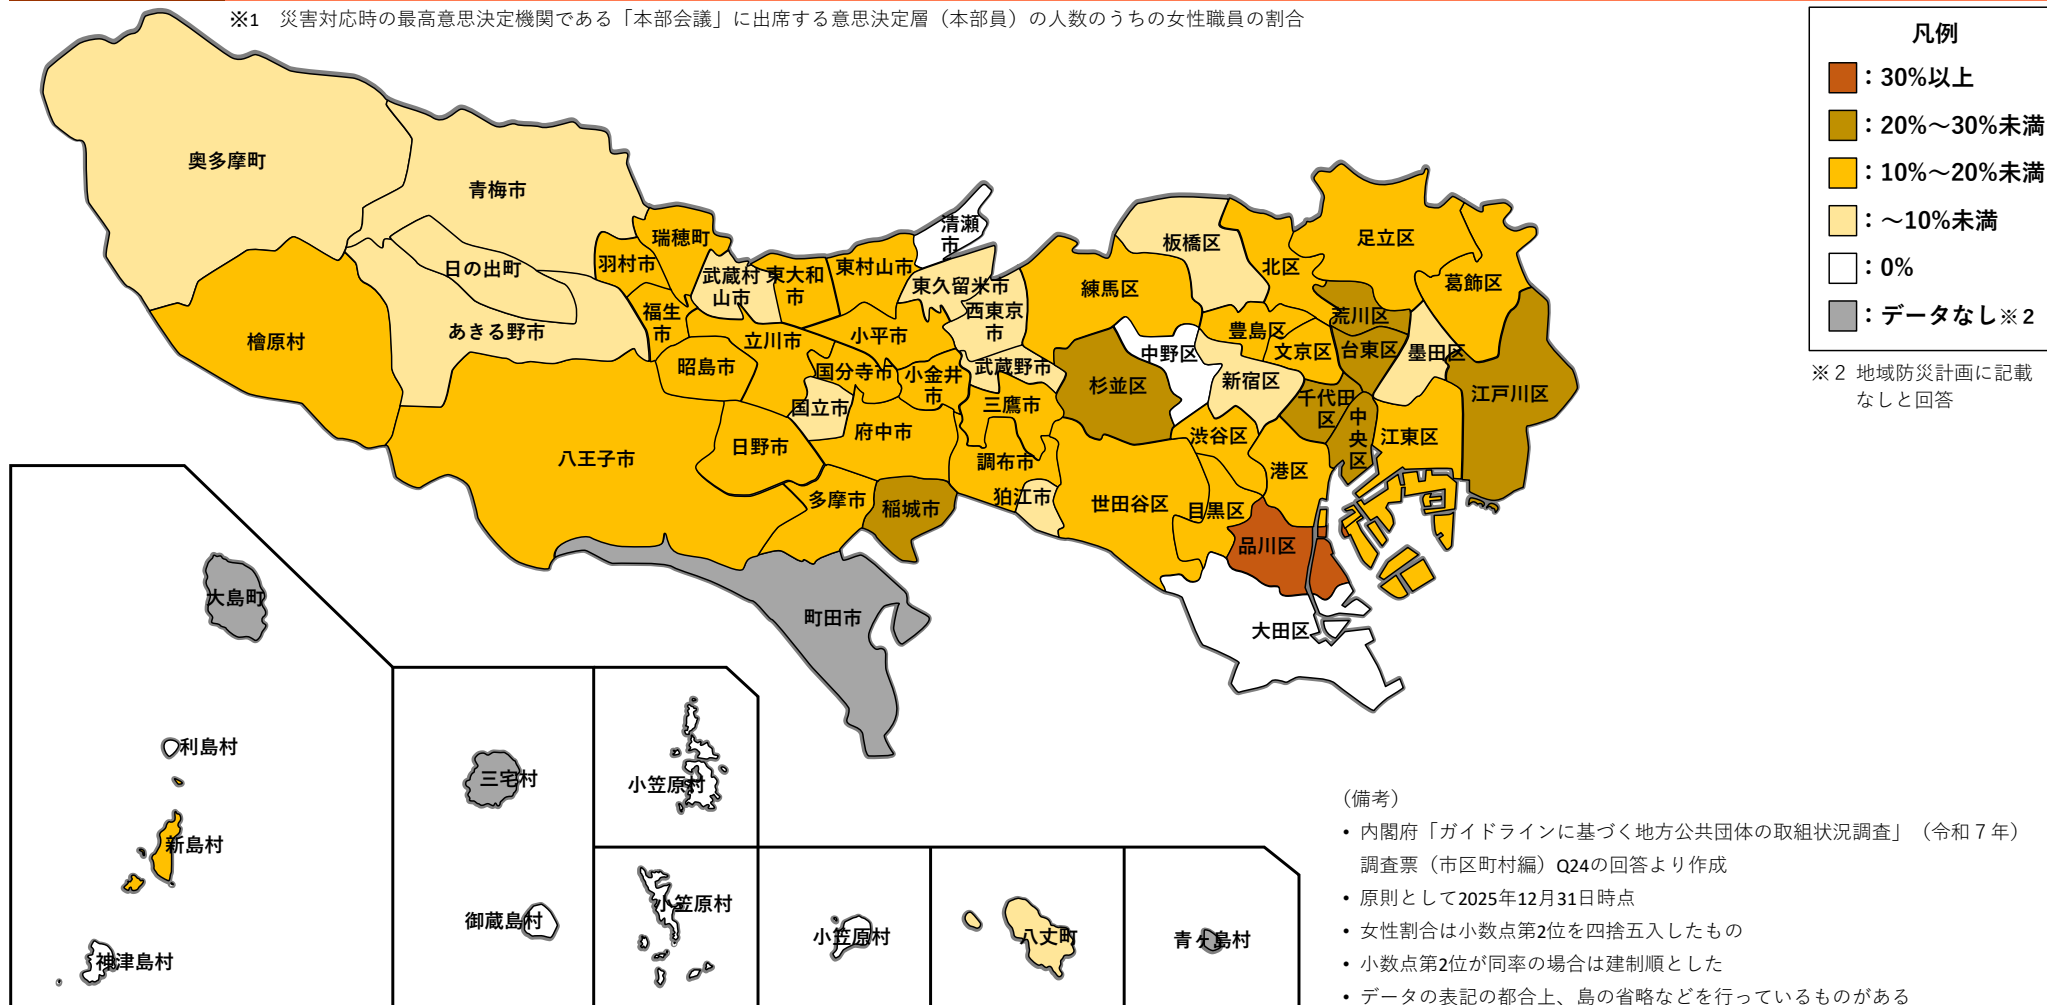 ※1 災害対応時の最高意思決定機関である「本部会議」に出席する意思決定層（本部員）の人数のうちの女性職員の割合
凡例
：30%以上
：20%～30%未満
：10%～20%未満
：～10%未満
：0%
：データなし※2
※２ 地域防災計画に記載
なしと回答
奥多摩町
青梅市
日の出町
あきる野市
檜原村
羽村市
瑞穂町
武蔵村
山市
東大和
市
東村山市
清瀬
市
東久留米市
西東京
市
福生
市
昭島市
立川市
小平市
国分寺市
小金井
市
武蔵野市
三鷹市
国立市
府中市
日野市
八王子市
調布市
狛江市
多摩市
稲城市
町田市
板橋区
北区
足立区
葛飾区
練馬区
豊島区
文京区
荒川区
台東区
墨田区
中野区
杉並区
新宿区
千代田
区
中
央
区
江東区
江戸川区
渋谷区
港区
世田谷区
目黒区
品川区
大田区
大島町
利島村
新島村
神津島村
三宅村
御蔵島村
小笠原村
小笠原村
小笠原村
八丈町
青ヶ島村
（備考）
• 内閣府「ガイドラインに基づく地方公共団体の取組状況調査」（令和７年）
調査票（市区町村編）Q24の回答より作成
• 原則として2025年12月31日時点
• 女性割合は小数点第2位を四捨五入したもの
• 小数点第2位が同率の場合は建制順とした
• データの表記の都合上、島の省略などを行っているものがある